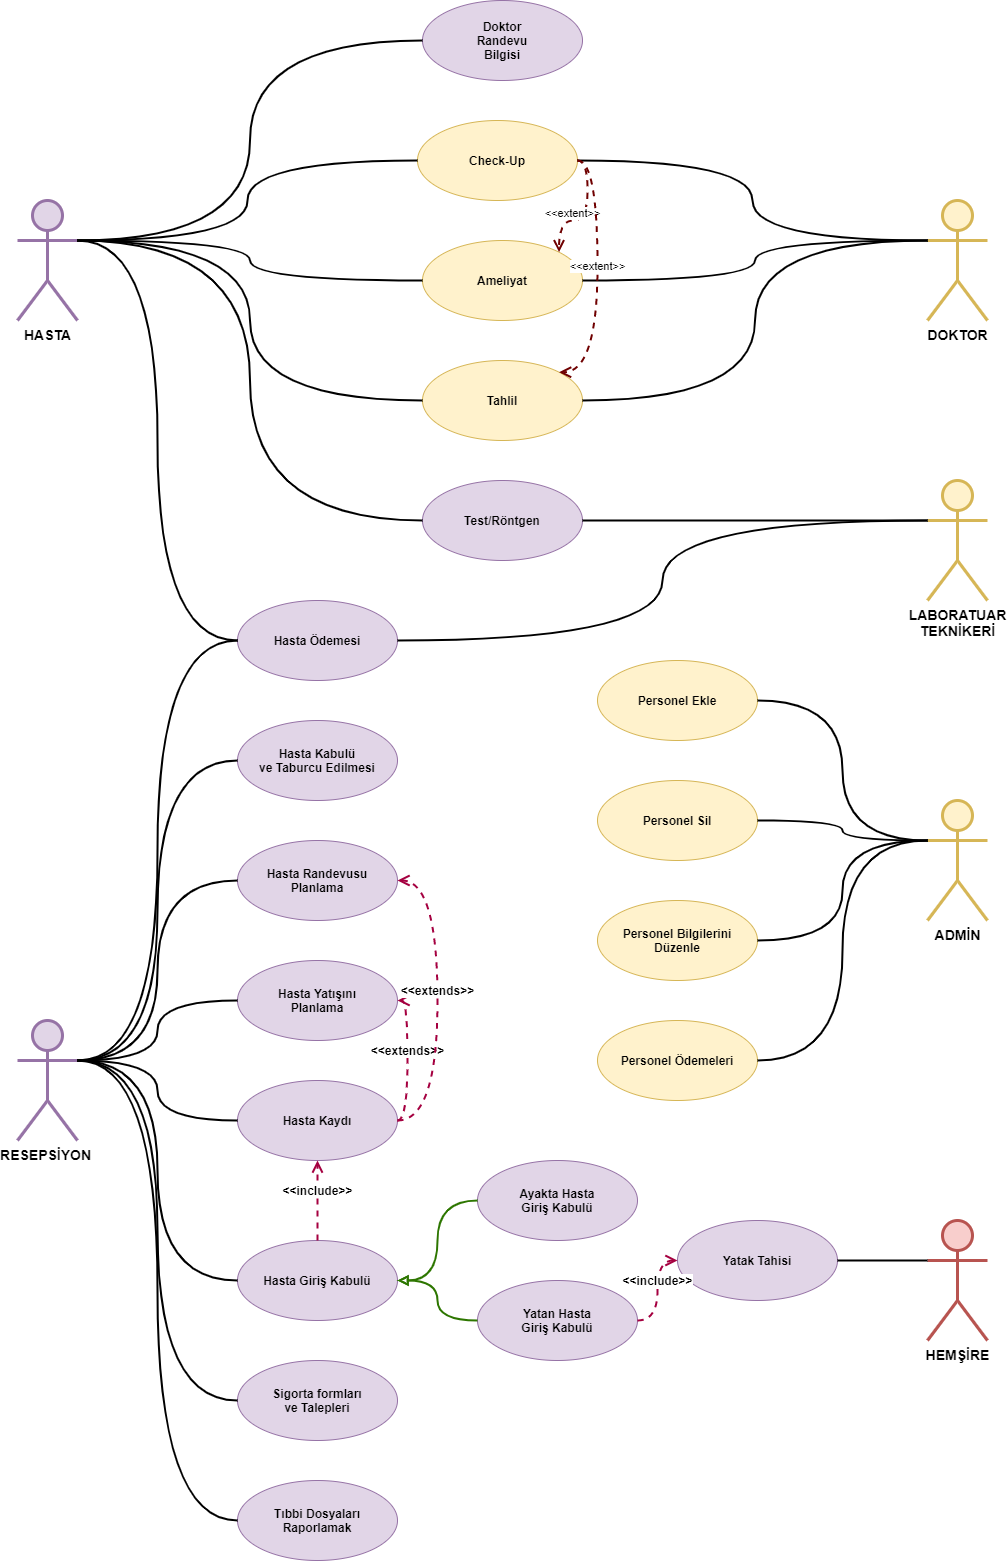 Doktor
Randevu
Bilgisi
Check-Up
<<extent>>
<<extent>>
Ameliyat
HASTA
DOKTOR
Tahlil
Test/Röntgen
LABORATUAR
TEKNİKERİ
Hasta Ödemesi
Personel Ekle
Hasta Kabulü
ve Taburcu Edilmesi
Personel Sil
Hasta Randevusu
Planlama
Personel Bilgilerini
Düzenle
ADMİN
<<extends>>
Hasta Yatışını
Planlama
<<extends>>
Personel Ödemeleri
Hasta Kaydı
RESEPSİYON
<<include>>
Ayakta Hasta
Giriş Kabulü
Hasta Giriş Kabulü
Yatak Tahisi
<<include>>
Yatan Hasta
Giriş Kabulü
HEMŞİRE
Sigorta formları
ve Talepleri
Tıbbi Dosyaları
Raporlamak